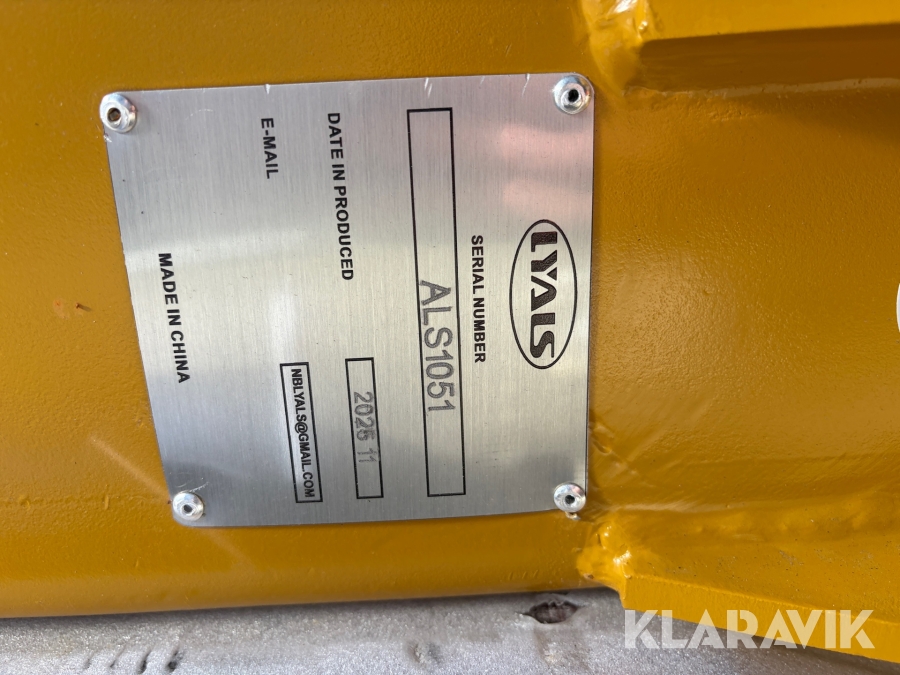 LYALS
SERIAL NUMBER
ALS1051
DATE IN PRODUCED
2025 11
E-MAIL
NBLYALS@GMAIL.COM
MADE IN CHINA
KLARAVIK